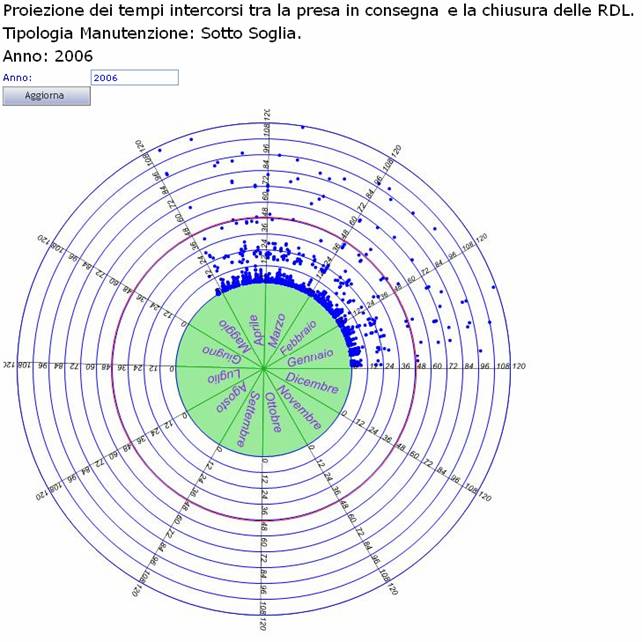 Proiezione dei tempi intercorsi tra la presa in consegna e la chiusura delle RDL.
Tipologia Manutenzione: Sotto Soglia.
Anno: 2006
Anno: 2006
Aggiorna
Gennaio
Febbraio
Marzo
Aprile
Maggio
Giugno
Luglio
Agosto
Settembre
Ottobre
Novembre
Dicembre
12 24 36 48 60 72 84 96 108 120
12 24 36 48 60 72 84 96 108 120
12 24 36 48 60 72 84 96 108 120
12 24 36 48 60 72 84 96 108
12 24 36 48 60 72 84 96 108 120
0 12 24 36 48 60 72 84 96 108 120
0 12 24 36 48 60 72 84 96 108
0 12 24 36 48 60 72 84 96 108 120
0 12 24 36 48 60 72 84 96 108 120
0 12 24 36 48 60 72 84 96 108 120
0 12 24 36 48 60 72 84 96 108 120
0 12 24 36 48 60 72 84 96 108 120